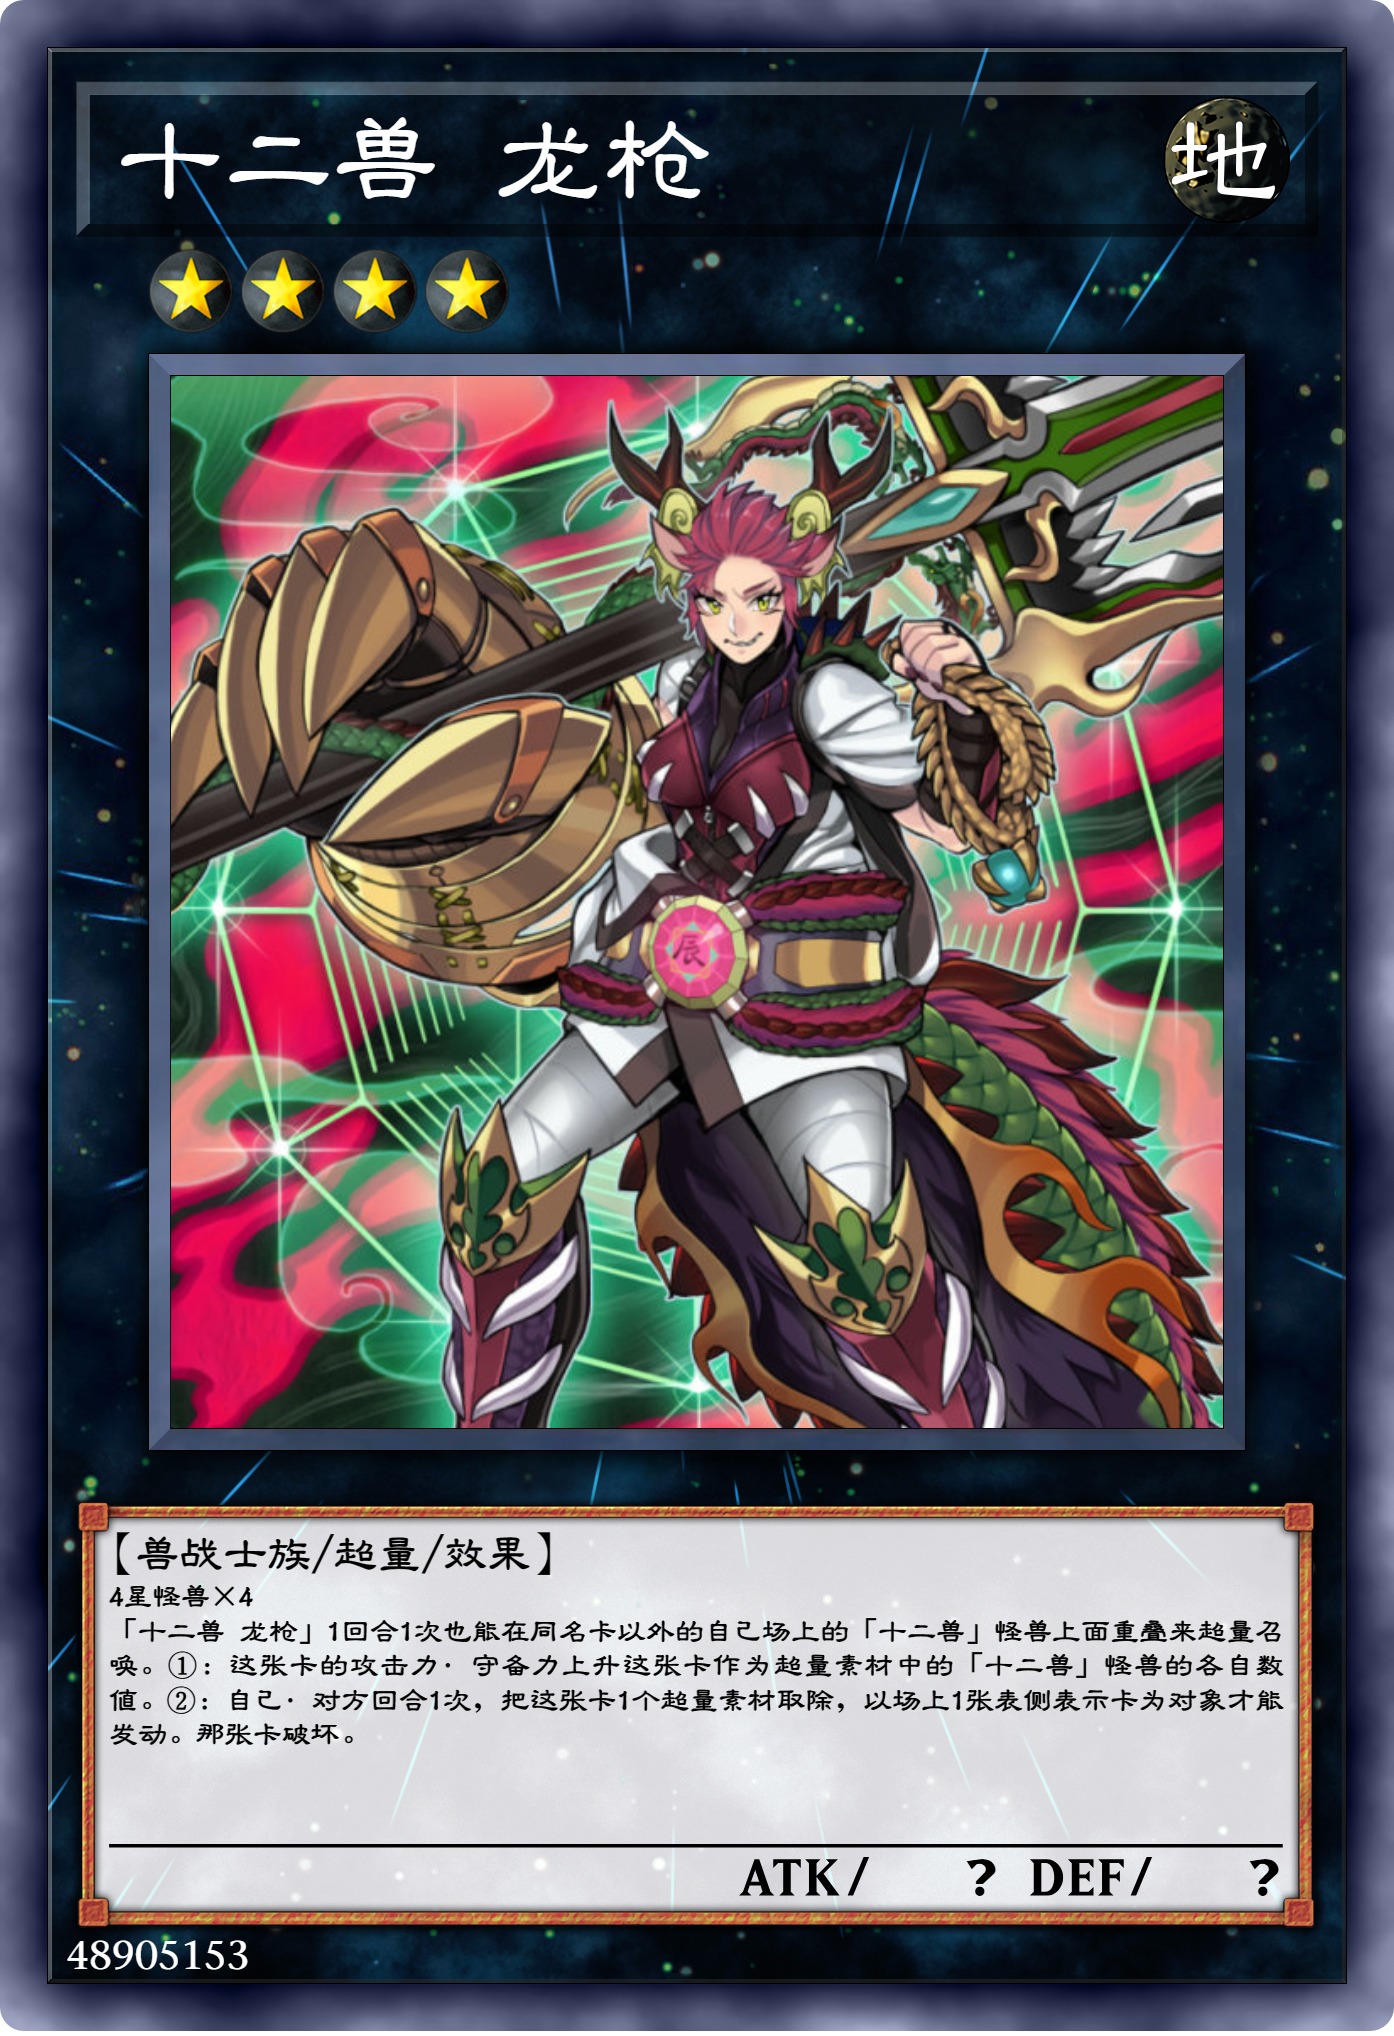 十二兽 龙枪
地
【兽战士族/超量/效果】
4星怪兽×4
「十二兽 龙枪」1回合1次也能在同名卡以外的自己场上的「十二兽」怪兽上面重叠来超量召
唤。①：这张卡的攻击力·守备力上升这张卡作为超量素材中的「十二兽」怪兽的各自数
值。②：自己·对方回合1次，把这张卡1个超量素材取除，以场上1张表侧表示卡为对象才能
发动。那张卡破坏。
ATK/ ? DEF/ ?
48905153
辰